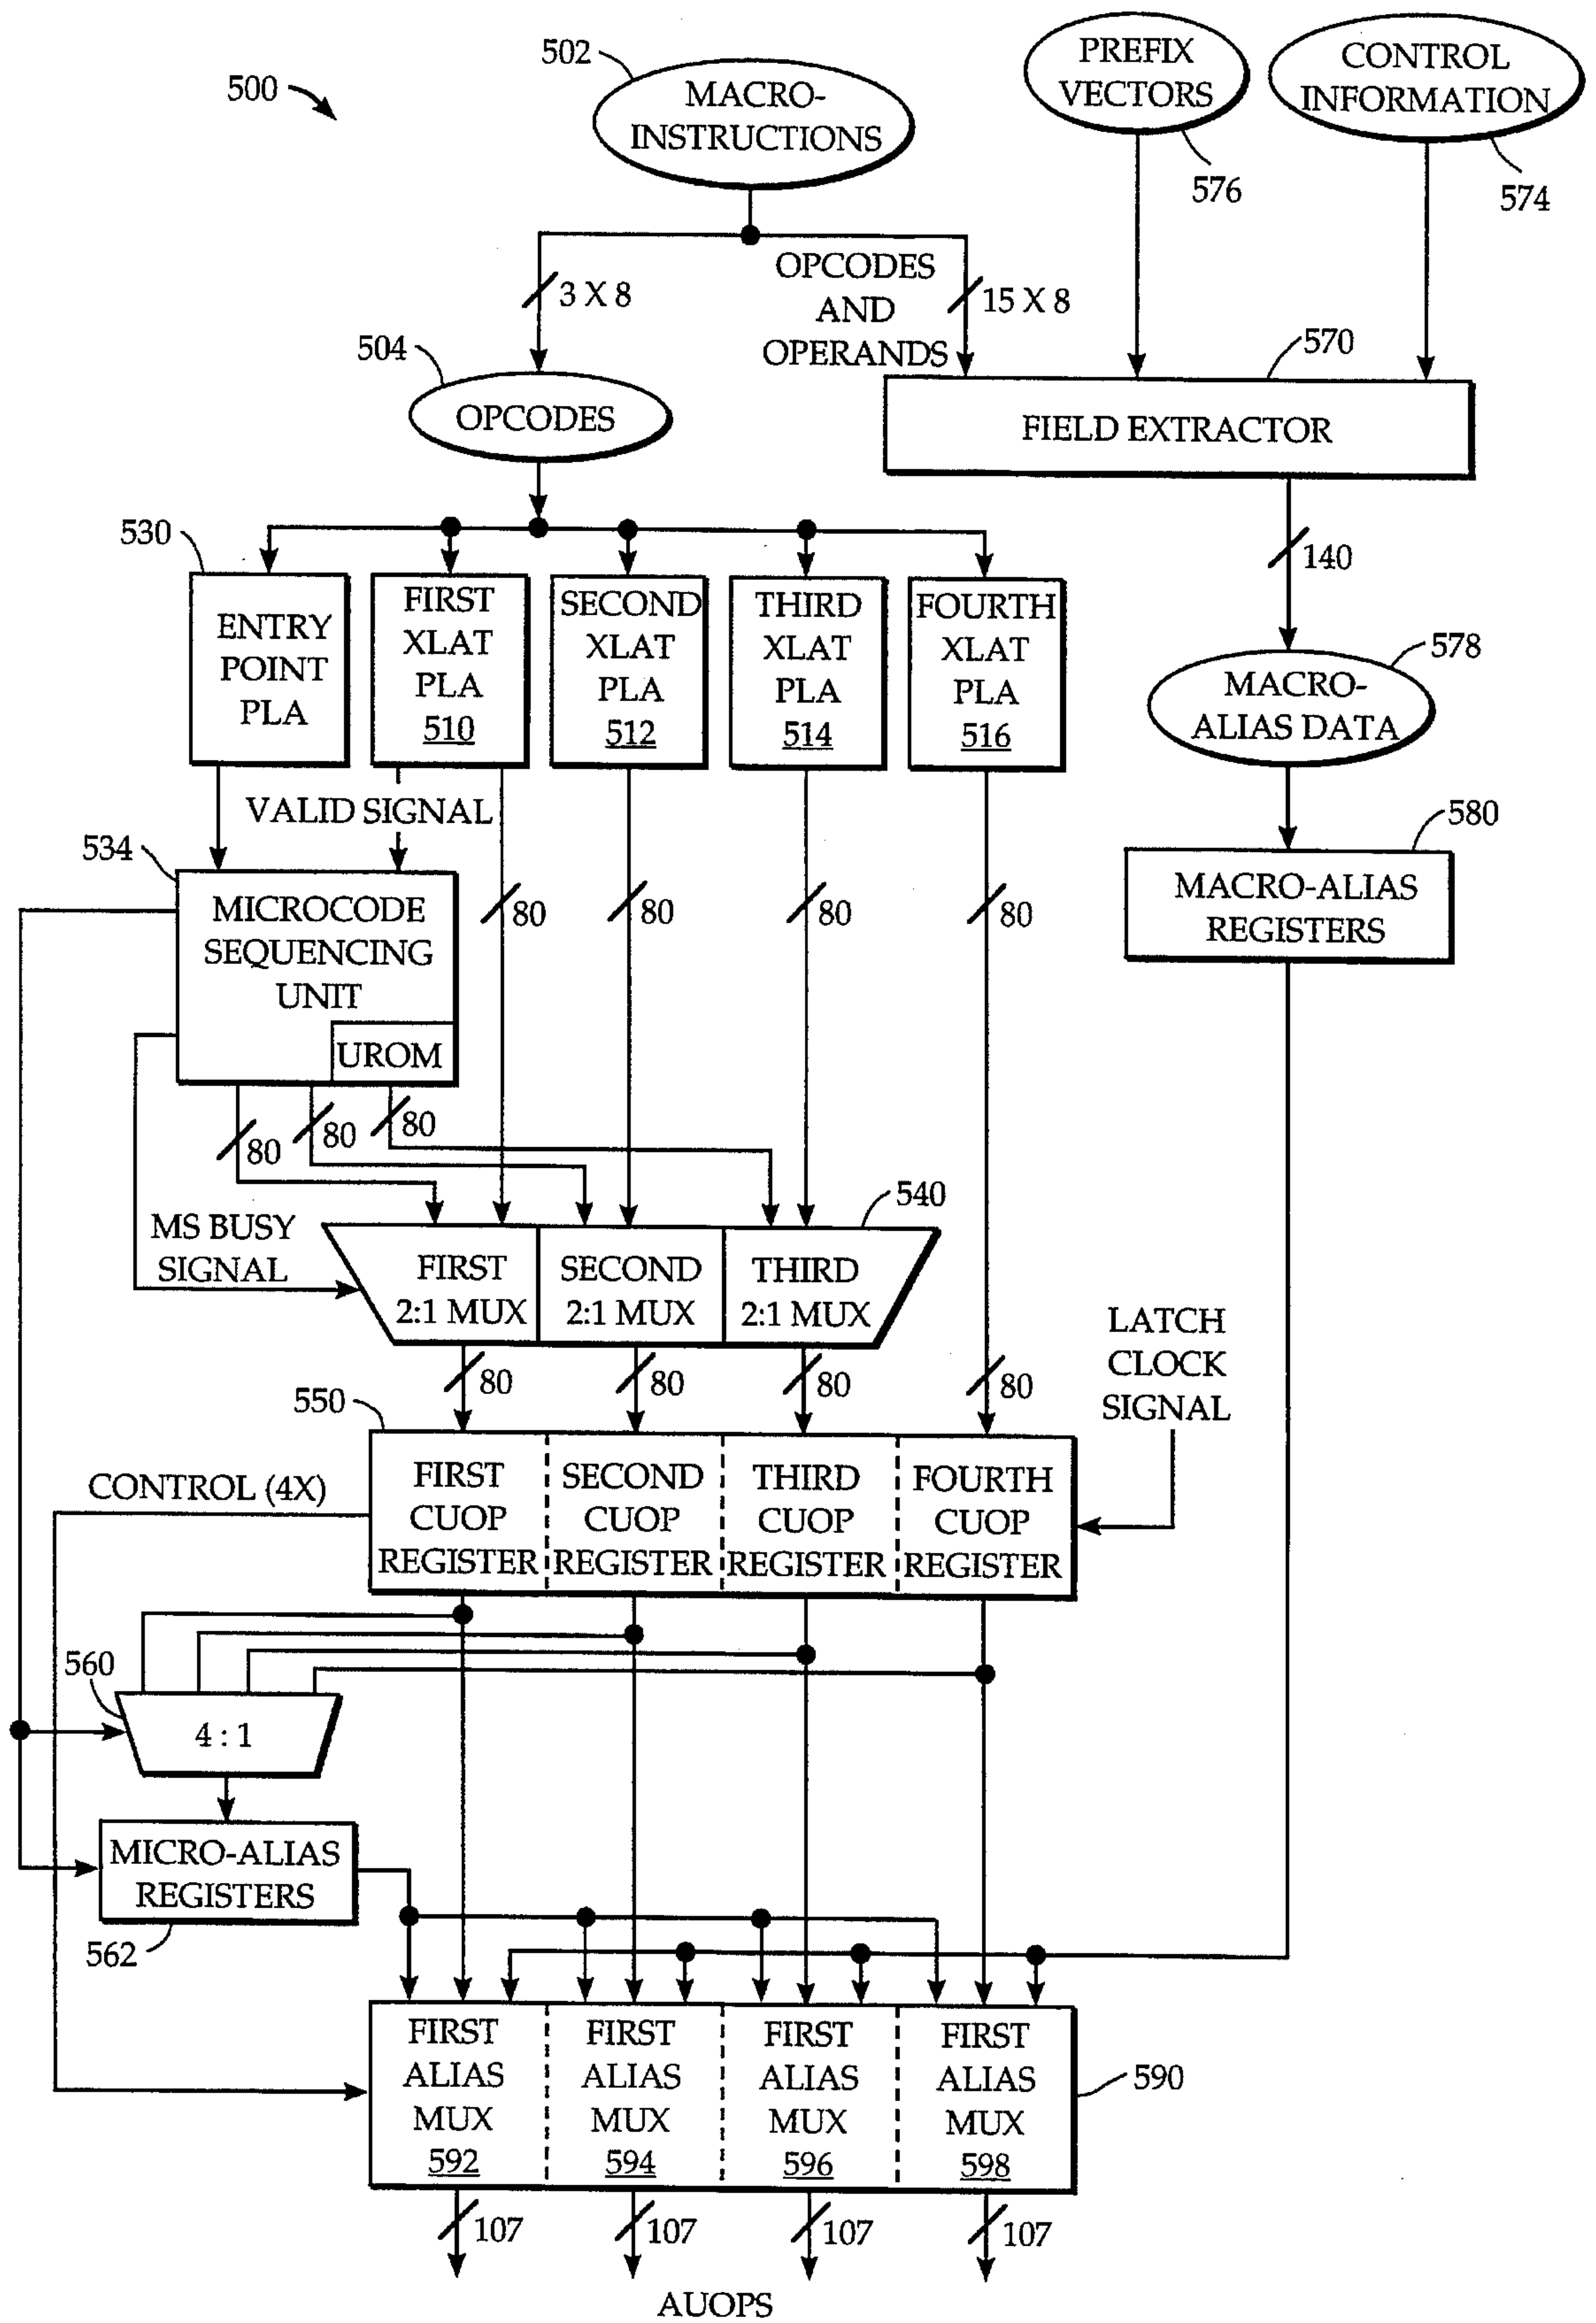 500
502
MACRO-
INSTRUCTIONS
PREFIX
VECTORS
576
CONTROL
INFORMATION
574
3 X 8
OPCODES
AND
OPERANDS
15 X 8
504
OPCODES
570
FIELD EXTRACTOR
140
530
ENTRY
POINT
PLA
FIRST
XLAT
PLA
510
SECOND
XLAT
PLA
512
THIRD
XLAT
PLA
514
FOURTH
XLAT
PLA
516
578
MACRO-
ALIAS DATA
VALID SIGNAL
580
MACRO-ALIAS
REGISTERS
534
MICROCODE
SEQUENCING
UNIT
UROM
80
80
80
80
80
80
80
MS BUSY
SIGNAL
540
FIRST
2:1 MUX
SECOND
2:1 MUX
THIRD
2:1 MUX
80
80
80
80
LATCH
CLOCK
SIGNAL
550
CONTROL (4X)
FIRST
CUOP
REGISTER
SECOND
CUOP
REGISTER
THIRD
CUOP
REGISTER
FOURTH
CUOP
REGISTER
560
4 : 1
MICRO-ALIAS
REGISTERS
562
FIRST
ALIAS
MUX
592
FIRST
ALIAS
MUX
594
FIRST
ALIAS
MUX
596
FIRST
ALIAS
MUX
598
590
107
107
107
107
AUOPS